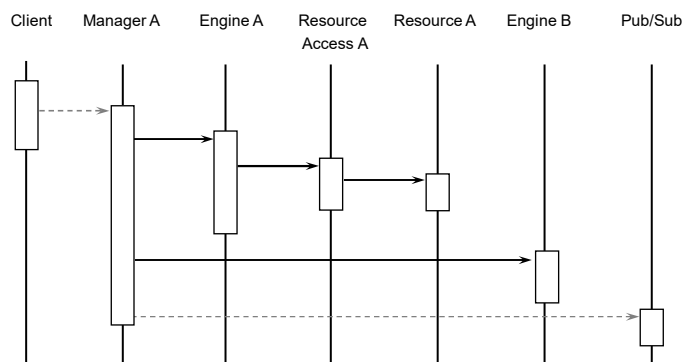 Client
Manager A
Engine A
Resource
Access A
Resource A
Engine B
Pub/Sub